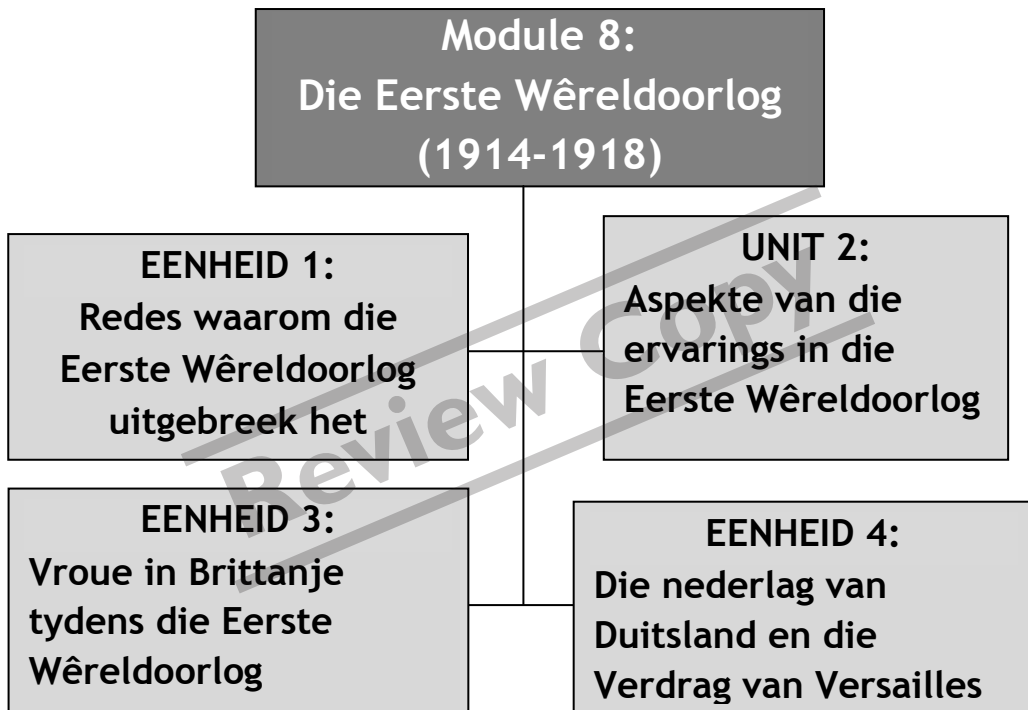 Module 8:
Die Eerste Wêreldoorlog
(1914-1918)
EENHEID 1:
Redes waarom die
Eerste Wêreldoorlog
uitgebreek het
UNIT 2:
Aspekte van die
ervarings in die
Eerste Wêreldoorlog
Review Copy
EENHEID 3:
Vroue in Brittanje
tydens die Eerste
Wêreldoorlog
EENHEID 4:
Die nederlag van
Duitsland en die
Verdrag van Versailles